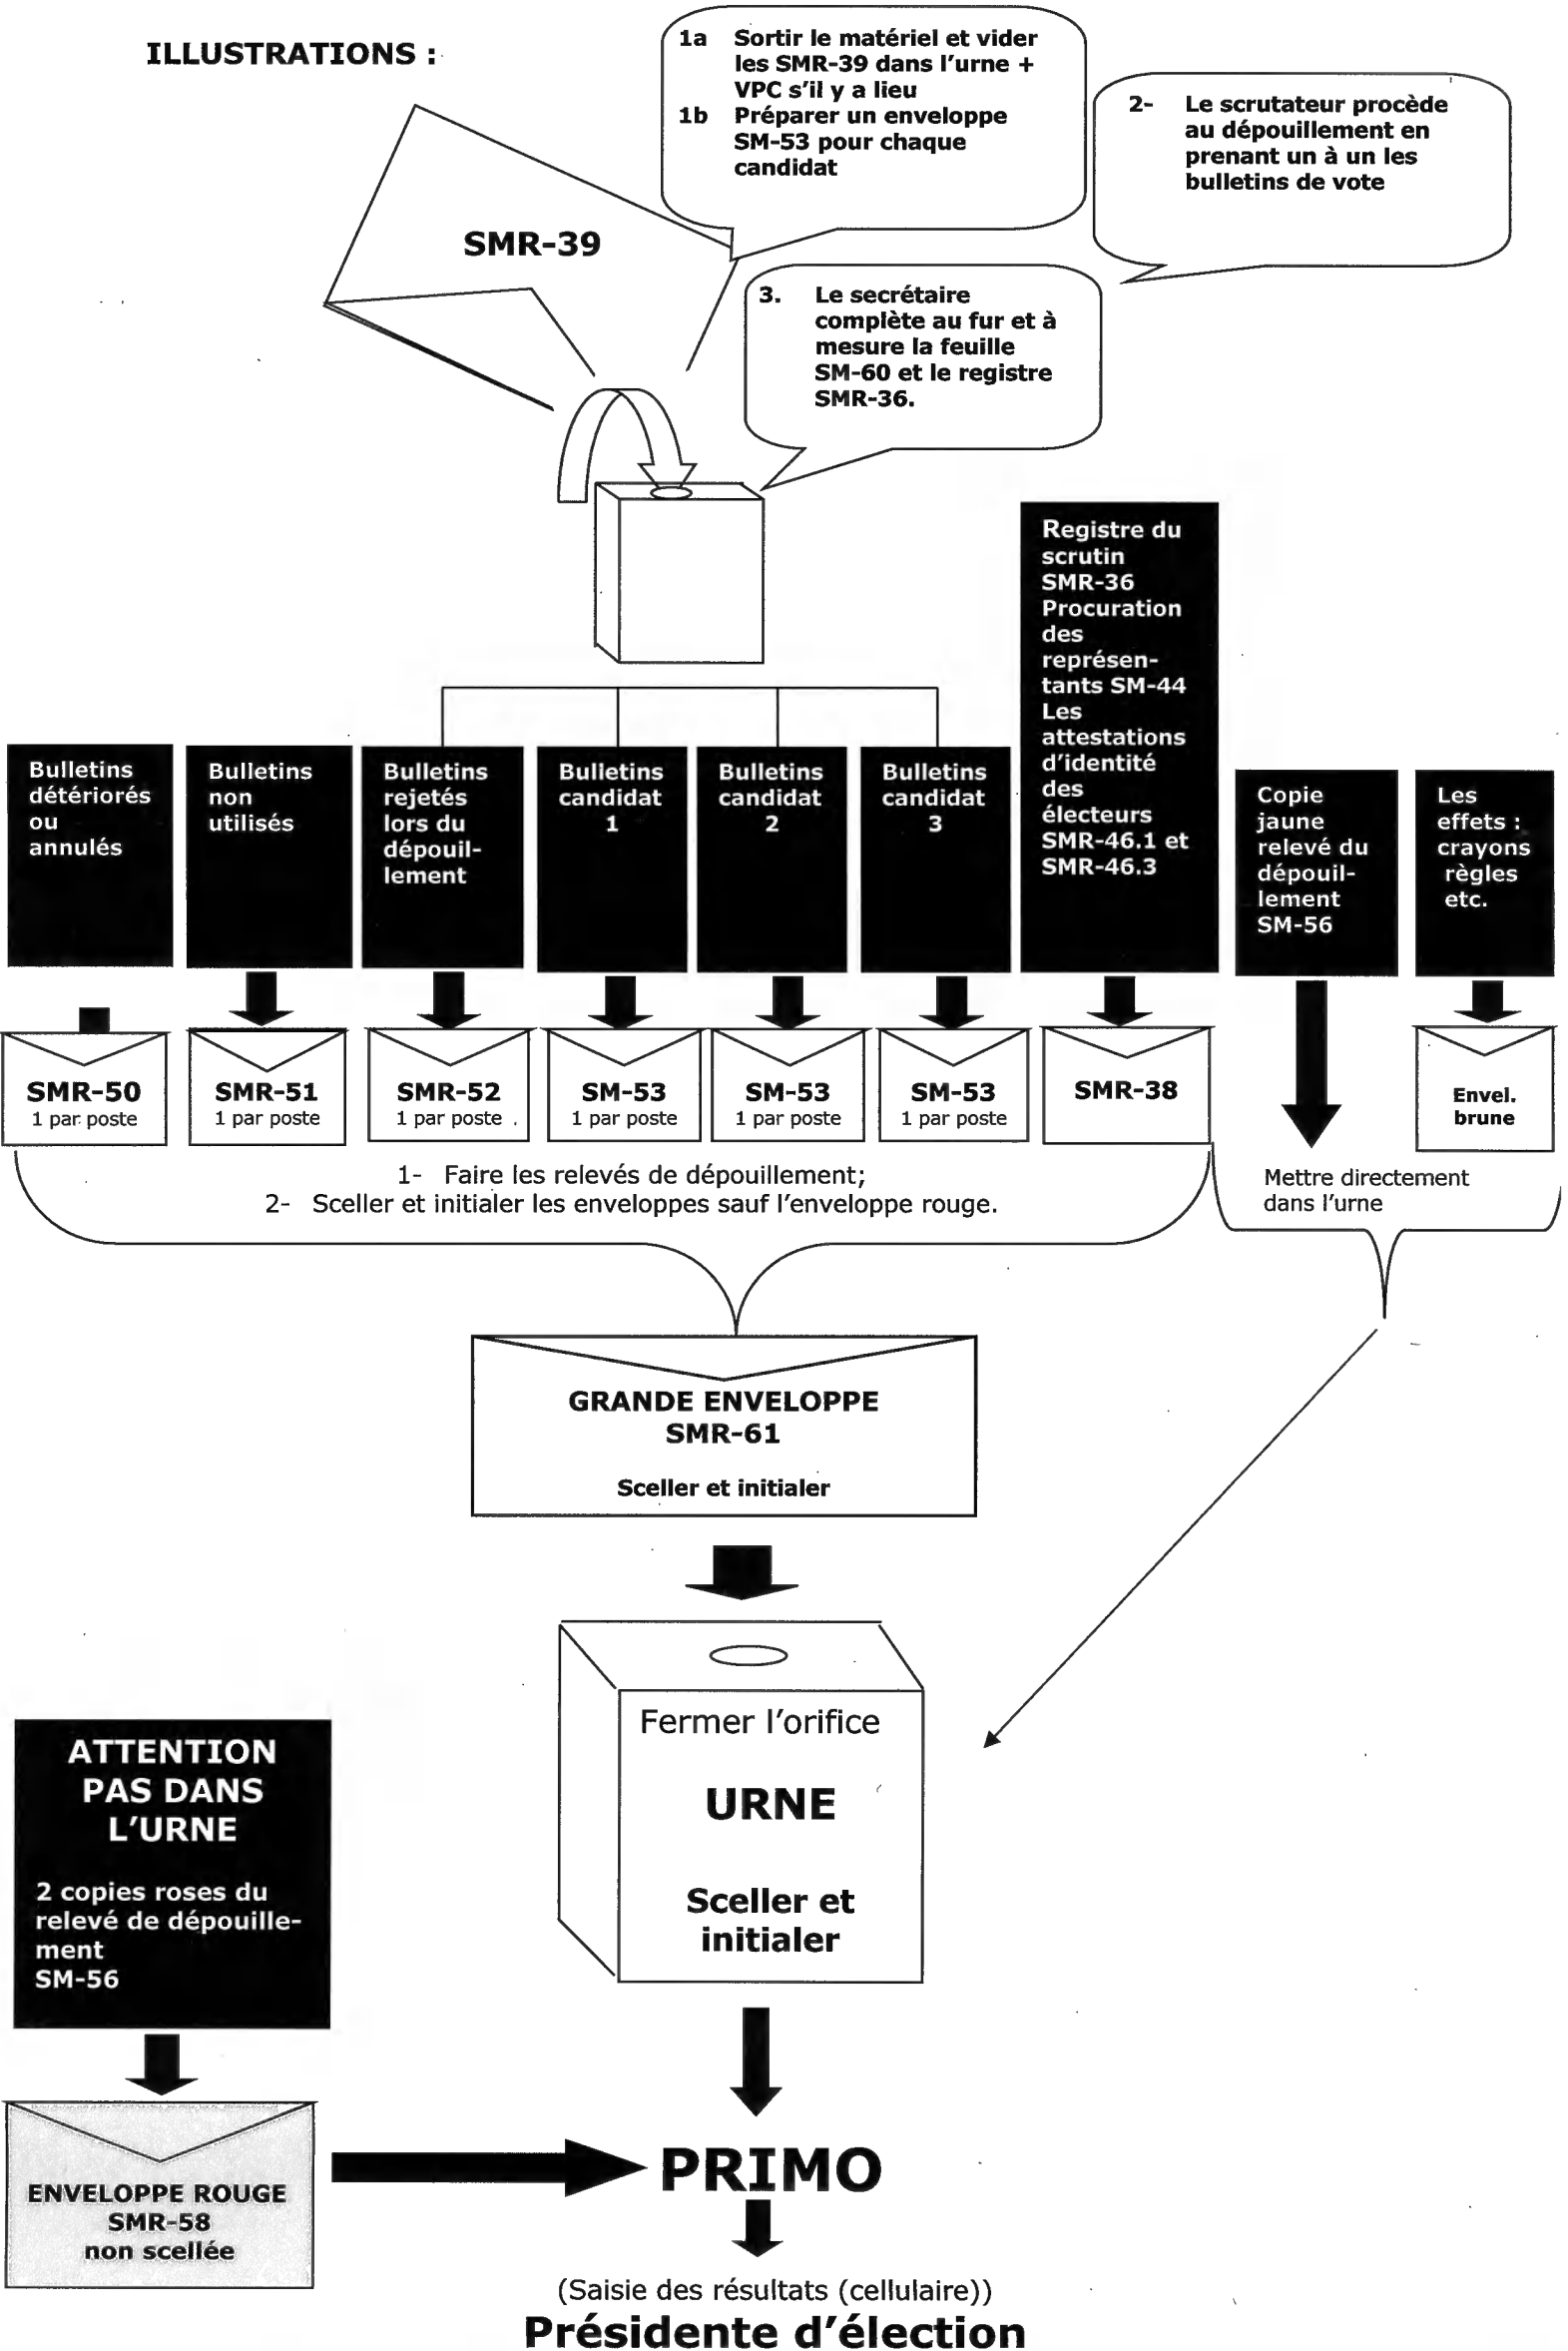 ILLUSTRATIONS :
1a Sortir le matériel et vider
les SMR-39 dans l'urne +
VPC s'il y a lieu
1b Préparer un enveloppe
SM-53 pour chaque
candidat
2- Le scrutateur procède
au dépouillement en
prenant un à un les
bulletins de vote
SMR-39
3. Le secrétaire
complète au fur et à
mesure la feuille
SM-60 et le registre
SMR-36.
Bulletins
détériorés
ou
annulés
Bulletins
non
utilisés
Bulletins
rejetés
lors du
dépouil-
lement
Bulletins
candidat
1
Bulletins
candidat
2
Bulletins
candidat
3
Registre du
scrutin
SMR-36
Procuration
des
représen-
tants SM-44
Les
attestations
d'identité
des
électeurs
SMR-46.1 et
SMR-46.3
Copie
jaune
relevé du
dépouil-
lement
SM-56
Les
effets :
crayons
règles
etc.
SMR-50
1 par poste
SMR-51
1 par poste
SMR-52
1 par poste
SM-53
1 par poste
SM-53
1 par poste
SM-53
1 par poste
SMR-38
Envel.
brune
1- Faire les relevés de dépouillement;
2- Sceller et initialer les enveloppes sauf l'enveloppe rouge.
Mettre directement
dans l'urne
GRANDE ENVELOPPE
SMR-61
Sceller et initialer
Fermer l'orifice
URNE
Sceller et
initialer
ATTENTION
PAS DANS
L'URNE
2 copies roses du
relevé de dépouille-
ment
SM-56
ENVELOPPE ROUGE
SMR-58
non scellée
PRIMO
(Saisie des résultats (cellulaire))
Présidente d'élection